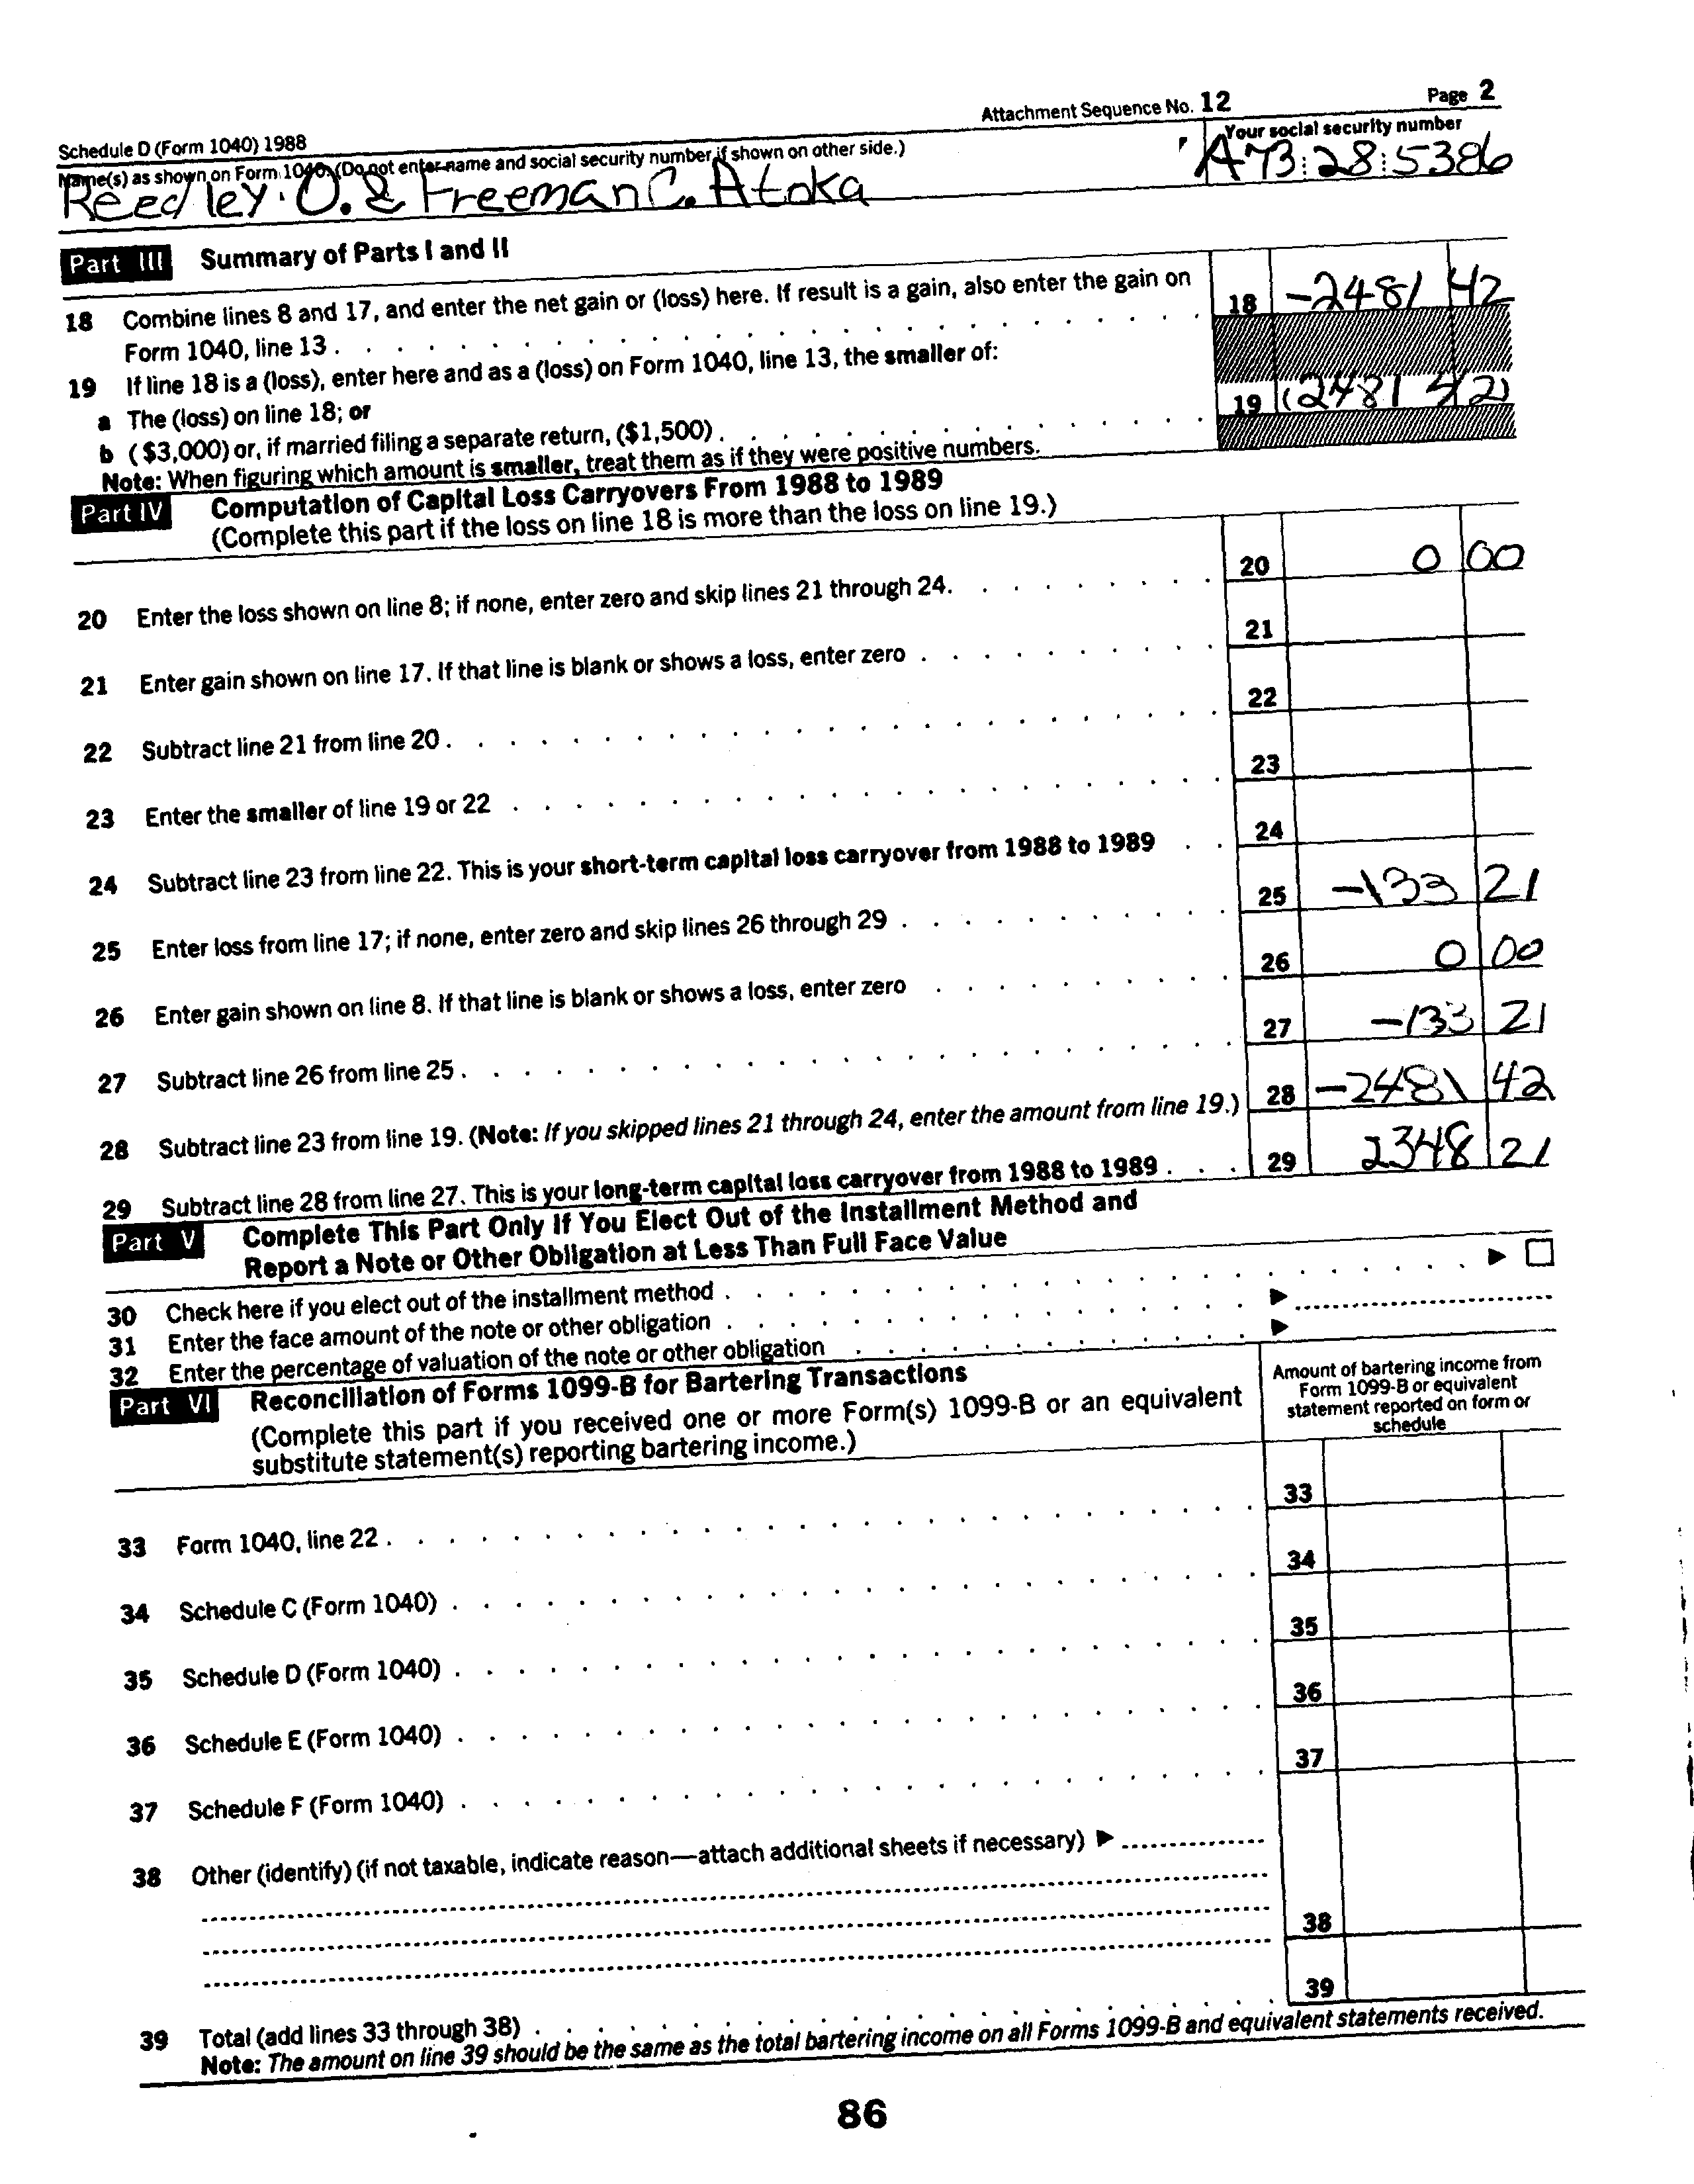 Schedule D (Form 1040) 1988 Attachment Sequence No. 12 Page 2
Name(s) as shown on Form 1040. (Do not enter name and social security number if shown on other side.) Your social security number
Reedley O. & Freeman C. Atoka A73:28:5386
Part III Summary of Parts I and II
18 Combine lines 8 and 17, and enter the net gain or (loss) here. If result is a gain, also enter the gain on
Form 1040, line 13 . . . 18 -2481 42
19 If line 18 is a (loss), enter here and as a (loss) on Form 1040, line 13, the smaller of:
a The (loss) on line 18; or
b ($3,000) or, if married filing a separate return, ($1,500) . . . 19 (2481 42)
Note: When figuring which amount is smaller, treat them as if they were positive numbers.
Part IV Computation of Capital Loss Carryovers From 1988 to 1989
(Complete this part if the loss on line 18 is more than the loss on line 19.)
20 Enter the loss shown on line 8; if none, enter zero and skip lines 21 through 24. . . . 20 0 00
21 Enter gain shown on line 17. If that line is blank or shows a loss, enter zero . . . 21
22 Subtract line 21 from line 20 . . . 22
23 Enter the smaller of line 19 or 22 . . . 23
24 Subtract line 23 from line 22. This is your short-term capital loss carryover from 1988 to 1989 . . 24
25 Enter loss from line 17; if none, enter zero and skip lines 26 through 29 . . . 25 -133 21
26 Enter gain shown on line 8. If that line is blank or shows a loss, enter zero . . . 26 0 00
27 Subtract line 26 from line 25 . . . 27 -133 21
28 Subtract line 23 from line 19. (Note: If you skipped lines 21 through 24, enter the amount from line 19.) 28 -2481 42
29 Subtract line 28 from line 27. This is your long-term capital loss carryover from 1988 to 1989 . . . 29 2348 21
Part V Complete This Part Only If You Elect Out of the Installment Method and
Report a Note or Other Obligation at Less Than Full Face Value
30 Check here if you elect out of the installment method . . . ▶ □
31 Enter the face amount of the note or other obligation . . . ▶
32 Enter the percentage of valuation of the note or other obligation . . . ▶
Part VI Reconciliation of Forms 1099-B for Bartering Transactions
(Complete this part if you received one or more Form(s) 1099-B or an equivalent
substitute statement(s) reporting bartering income.)
Amount of bartering income from
Form 1099-B or equivalent
statement reported on form or
schedule
33 Form 1040, line 22 . . . 33
34 Schedule C (Form 1040) . . . 34
35 Schedule D (Form 1040) . . . 35
36 Schedule E (Form 1040) . . . 36
37 Schedule F (Form 1040) . . . 37
38 Other (identify) (if not taxable, indicate reason—attach additional sheets if necessary) ▶
38
39 Total (add lines 33 through 38) . . . 39
Note: The amount on line 39 should be the same as the total bartering income on all Forms 1099-B and equivalent statements received.
86